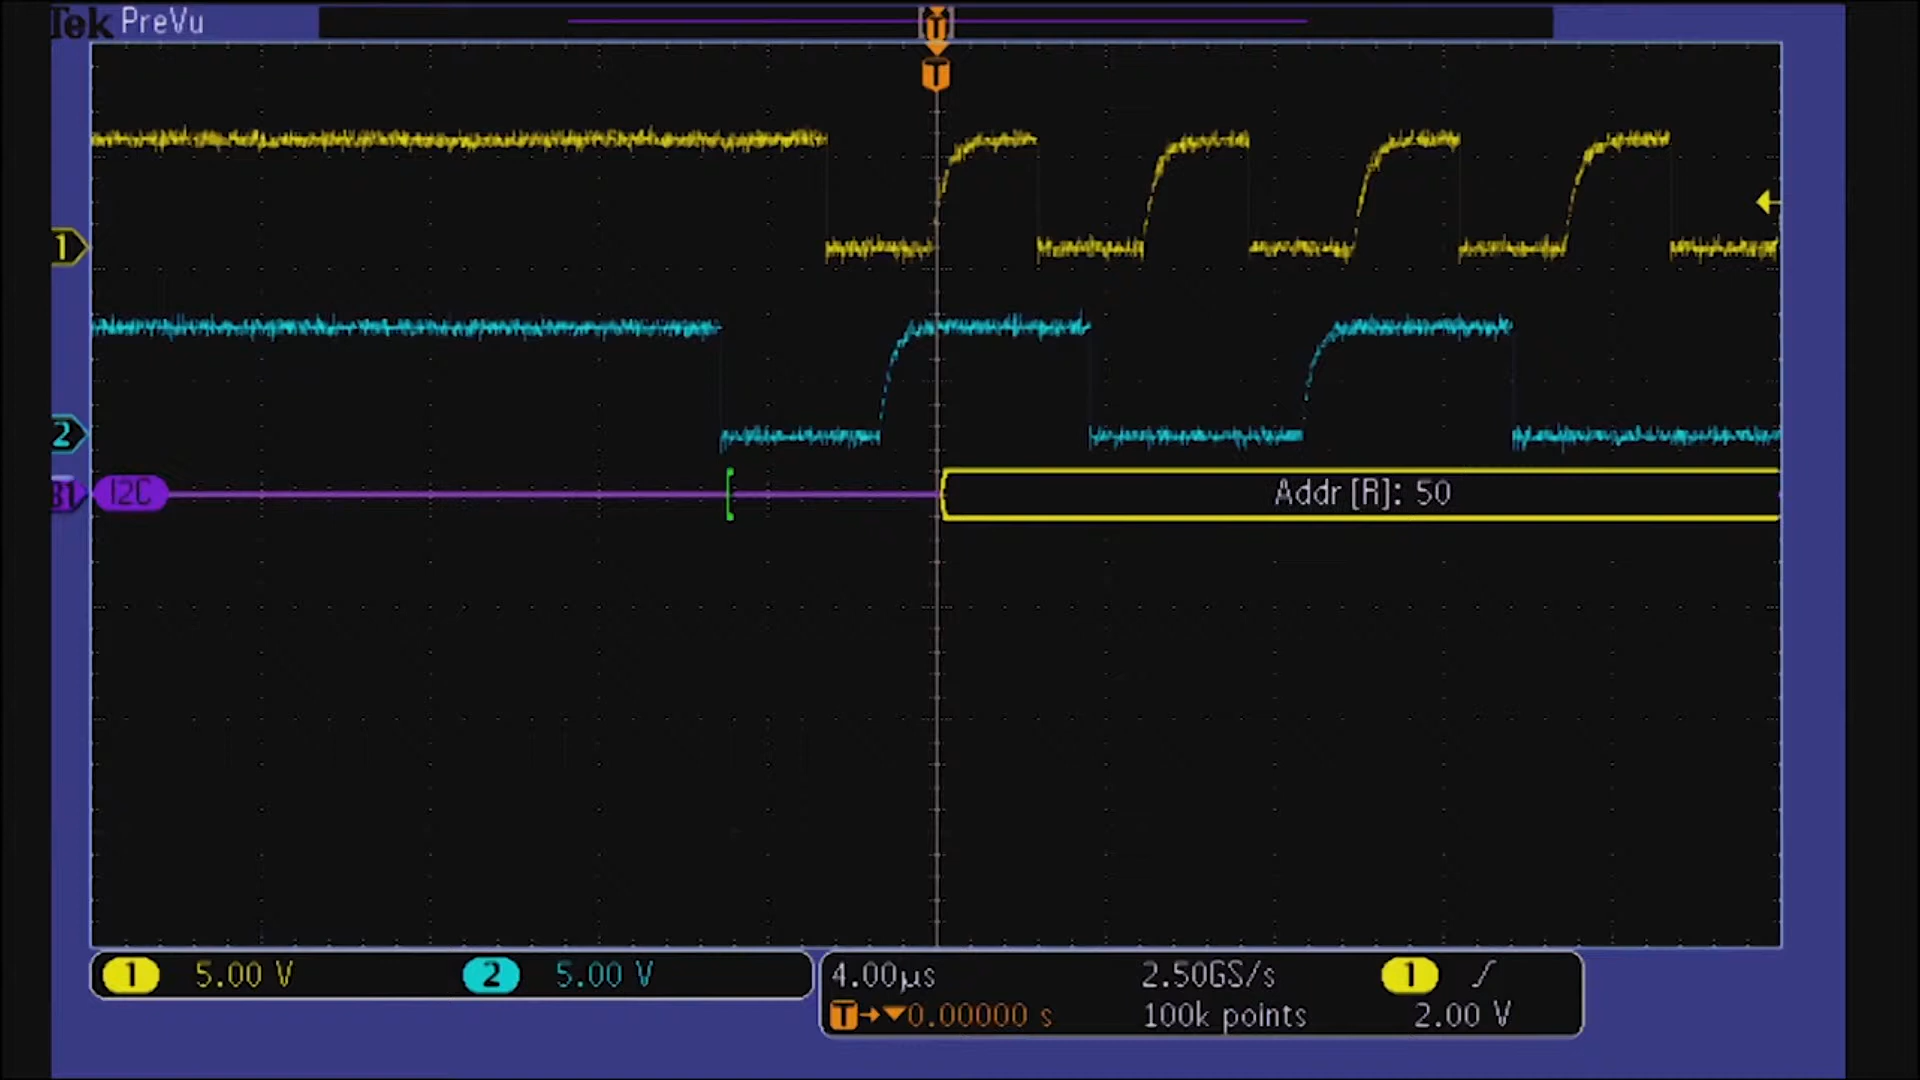 Tek PreVu
T
T
1
2
B1 I2C Addr [R]: 50
1 5.00 V 2 5.00 V 4.00µs 2.50GS/s 1
T→▼0.00000 s 100k points 2.00 V